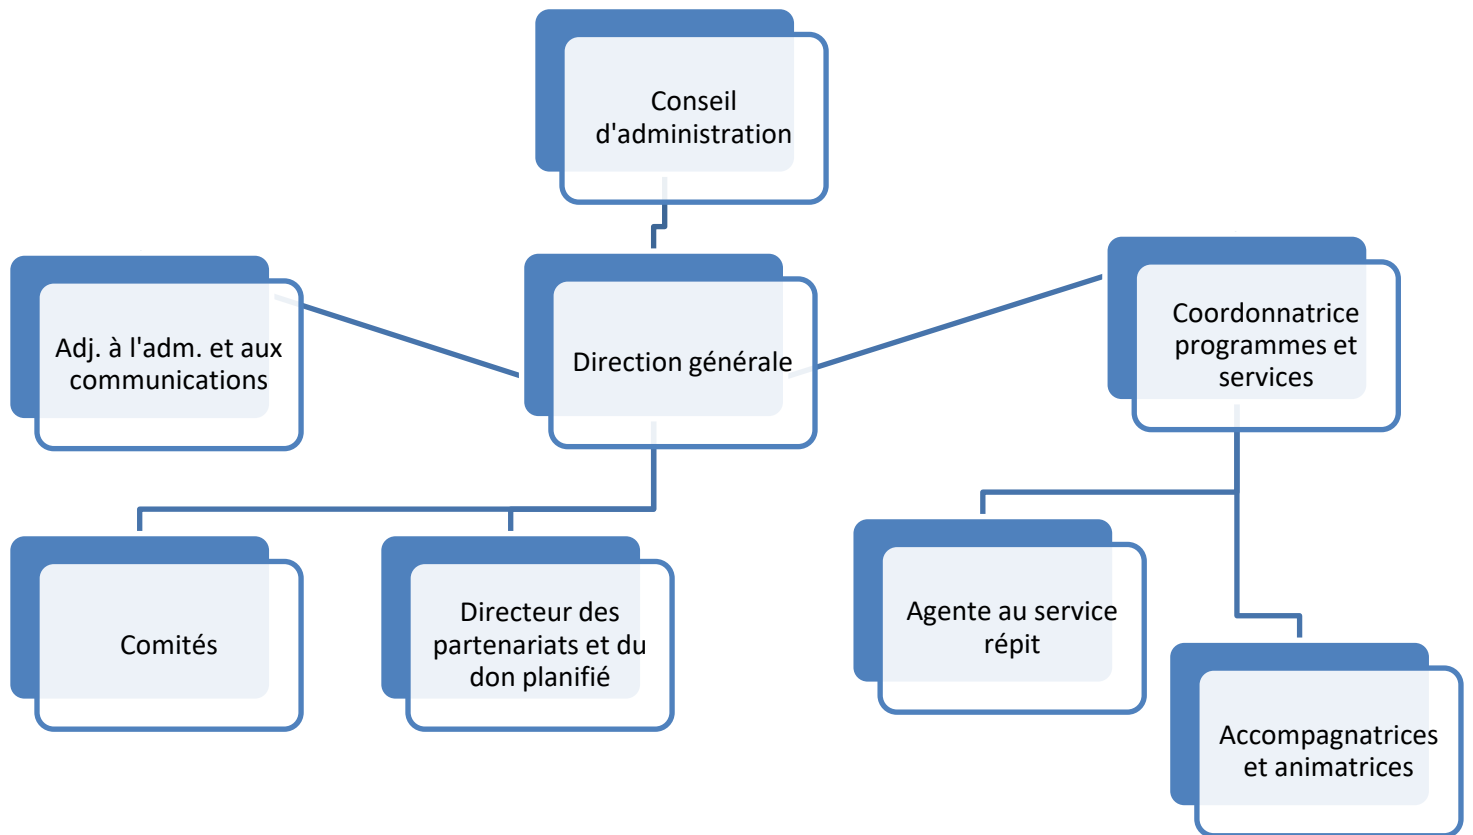 Conseil
d'administration
Adj. à l'adm. et aux
communications
Direction générale
Coordonnatrice
programmes et
services
Comités
Directeur des
partenariats et du
don planifié
Agente au service
répit
Accompagnatrices
et animatrices